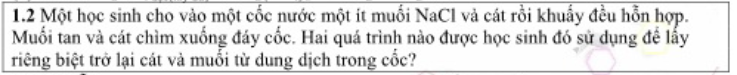 1.2 Một học sinh cho vào một cốc nước một ít muối NaCl và cát rồi khuấy đều hỗn hợp.
Muối tan và cát chìm xuống đáy cốc. Hai quá trình nào được học sinh đó sử dụng để lấy
riêng biệt trở lại cát và muối từ dung dịch trong cốc?